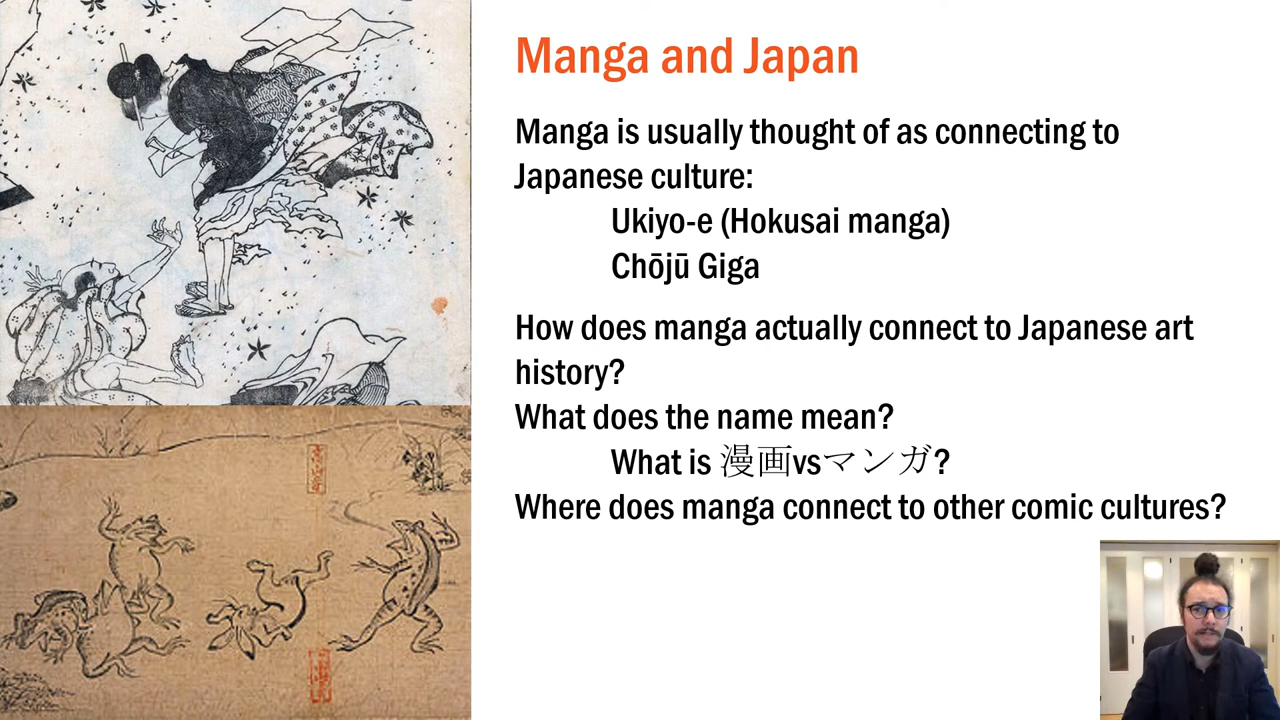 Manga and Japan
Manga is usually thought of as connecting to
Japanese culture:
Ukiyo-e (Hokusai manga)
Chōjū Giga
How does manga actually connect to Japanese art
history?
What does the name mean?
What is 漫画vsマンガ?
Where does manga connect to other comic cultures?